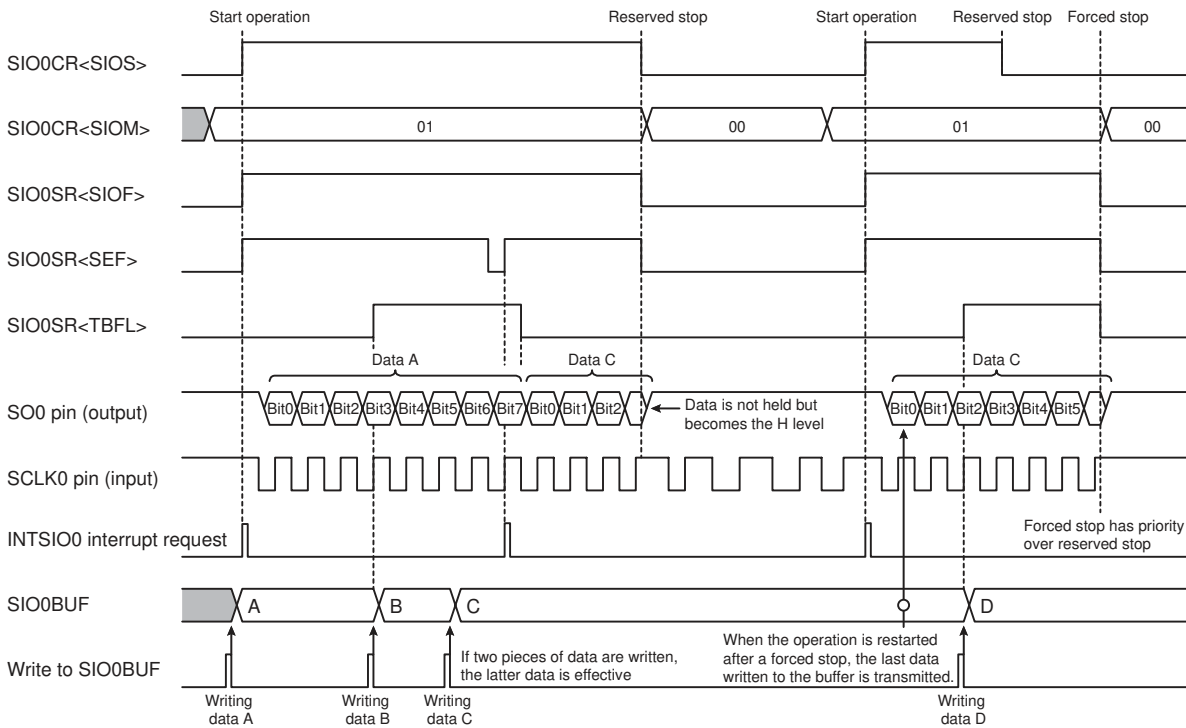 Start operation Reserved stop Start operation Reserved stop Forced stop
SIO0CR<SIOS>
SIO0CR<SIOM> 01 00 01 00
SIO0SR<SIOF>
SIO0SR<SEF>
SIO0SR<TBFL>
Data A Data C Data C
SO0 pin (output) Bit0 Bit1 Bit2 Bit3 Bit4 Bit5 Bit6 Bit7 Bit0 Bit1 Bit2 Bit0 Bit1 Bit2 Bit3 Bit4 Bit5
Data is not held but
becomes the H level
SCLK0 pin (input)
INTSIO0 interrupt request
Forced stop has priority
over reserved stop
SIO0BUF A B C D
Write to SIO0BUF
If two pieces of data are written,
the latter data is effective
When the operation is restarted
after a forced stop, the last data
written to the buffer is transmitted.
Writing Writing Writing Writing
data A data B data C data D